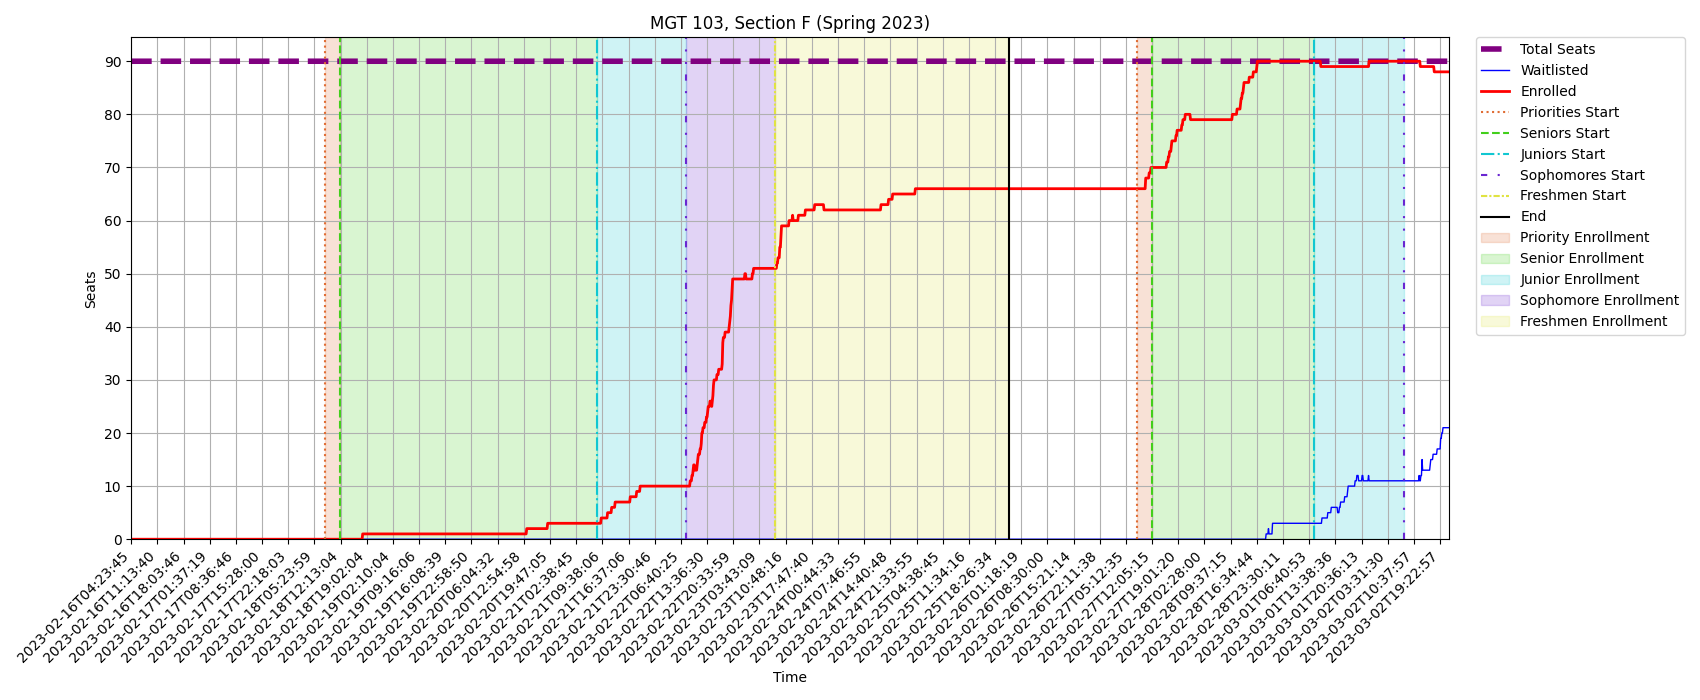 MGT 103, Section F (Spring 2023)
Seats
90
80
70
60
50
40
30
20
10
0
2023-02-16T04:23:45
2023-02-16T11:13:40
2023-02-16T18:03:46
2023-02-17T01:37:19
2023-02-17T08:36:46
2023-02-17T15:28:00
2023-02-17T22:18:03
2023-02-18T05:23:59
2023-02-18T12:13:04
2023-02-18T19:02:04
2023-02-19T02:10:04
2023-02-19T09:16:06
2023-02-19T16:08:39
2023-02-19T22:58:50
2023-02-20T06:04:32
2023-02-20T12:54:58
2023-02-20T19:47:05
2023-02-21T02:38:45
2023-02-21T09:38:06
2023-02-21T16:37:06
2023-02-21T23:30:46
2023-02-22T06:40:25
2023-02-22T13:36:30
2023-02-22T20:33:59
2023-02-23T03:43:09
2023-02-23T10:48:16
2023-02-23T17:47:40
2023-02-24T00:44:33
2023-02-24T07:46:55
2023-02-24T14:40:48
2023-02-24T21:33:55
2023-02-25T04:38:45
2023-02-25T11:34:16
2023-02-25T18:26:34
2023-02-26T01:18:19
2023-02-26T08:30:00
2023-02-26T15:21:14
2023-02-26T22:11:38
2023-02-27T05:12:35
2023-02-27T12:05:15
2023-02-27T19:01:20
2023-02-28T02:28:00
2023-02-28T09:37:15
2023-02-28T16:34:44
2023-02-28T23:30:11
2023-03-01T06:40:53
2023-03-01T13:38:36
2023-03-01T20:36:13
2023-03-02T03:31:30
2023-03-02T10:37:57
2023-03-02T19:22:57
Time
Total Seats
Waitlisted
Enrolled
Priorities Start
Seniors Start
Juniors Start
Sophomores Start
Freshmen Start
End
Priority Enrollment
Senior Enrollment
Junior Enrollment
Sophomore Enrollment
Freshmen Enrollment